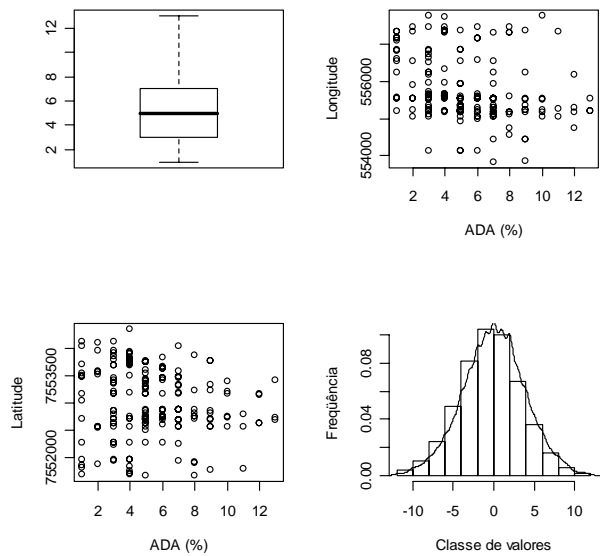 12
8
6
4
2
Longitude
556000
554000
2 4 6 8 10 12
ADA (%)
Latitude
7553500
7552000
2 4 6 8 10 12
ADA (%)
Freqüência
0.08
0.04
0.00
-10 -5 0 5 10
Classe de valores